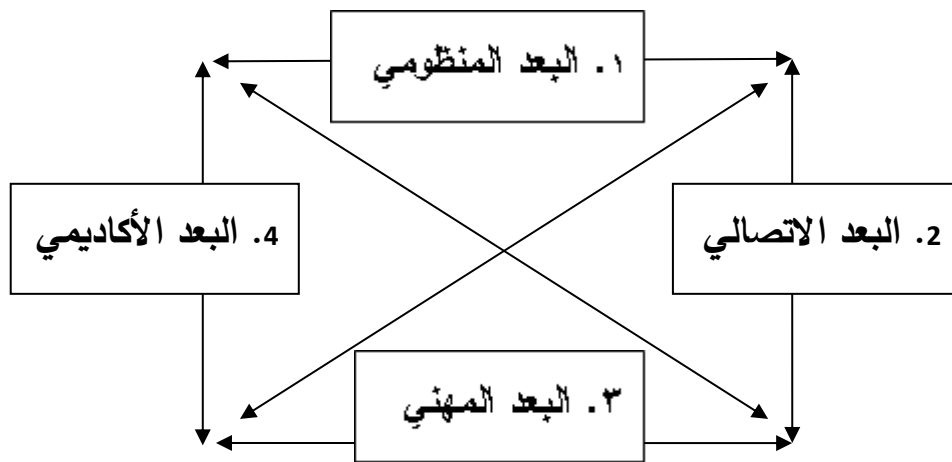 ١. البعد المنظومي
2. البعد الاتصالي
٣. البعد المهني
4. البعد الأكاديمي